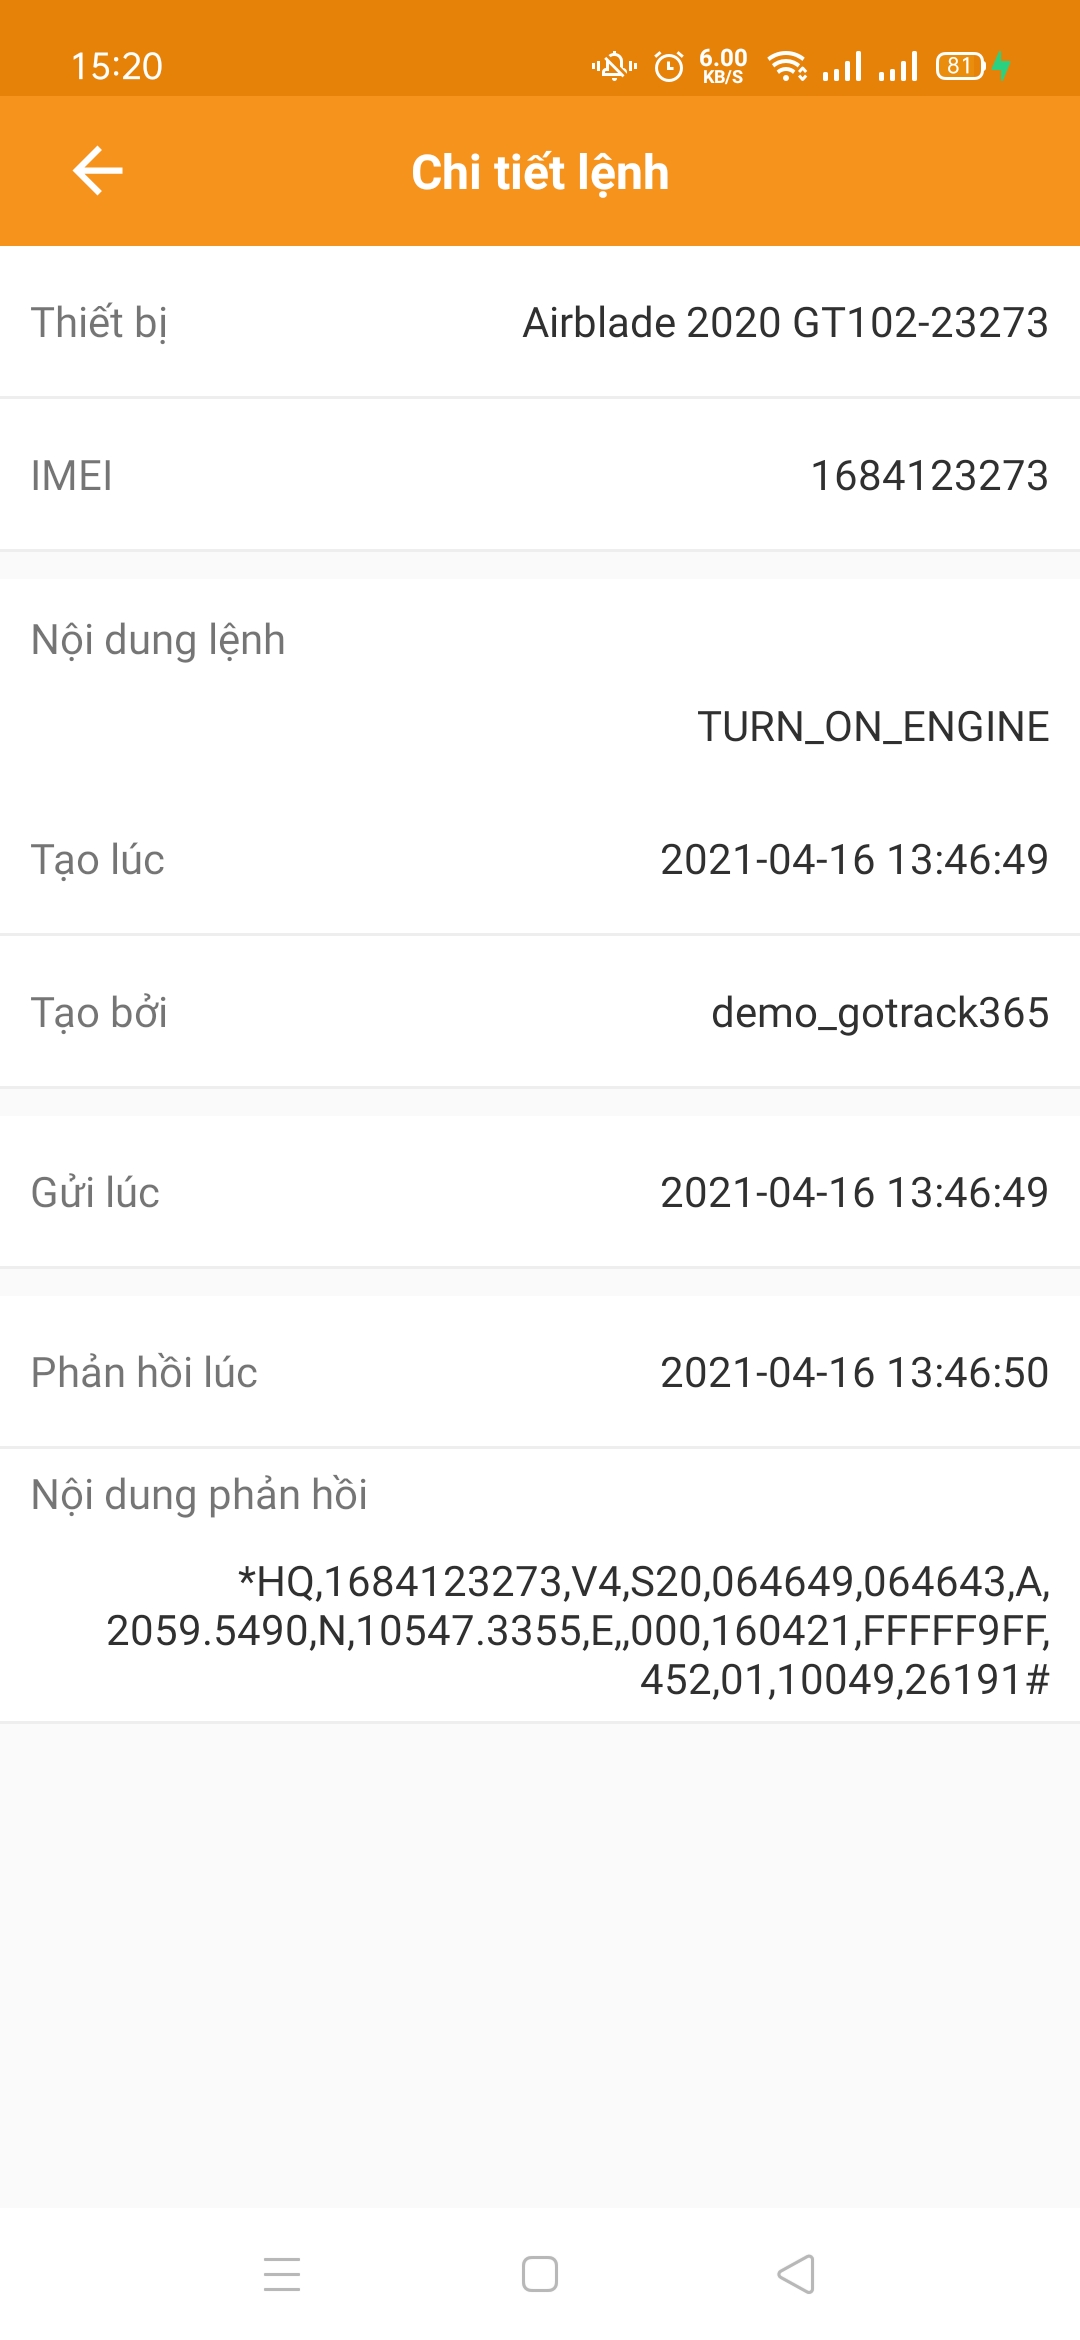 15:20
6.00
KB/S
81
Chi tiết lệnh
Thiết bị Airblade 2020 GT102-23273
IMEI 1684123273
Nội dung lệnh
TURN_ON_ENGINE
Tạo lúc 2021-04-16 13:46:49
Tạo bởi demo_gotrack365
Gửi lúc 2021-04-16 13:46:49
Phản hồi lúc 2021-04-16 13:46:50
Nội dung phản hồi
*HQ,1684123273,V4,S20,064649,064643,A,
2059.5490,N,10547.3355,E,,000,160421,FFFFF9FF,
452,01,10049,26191#